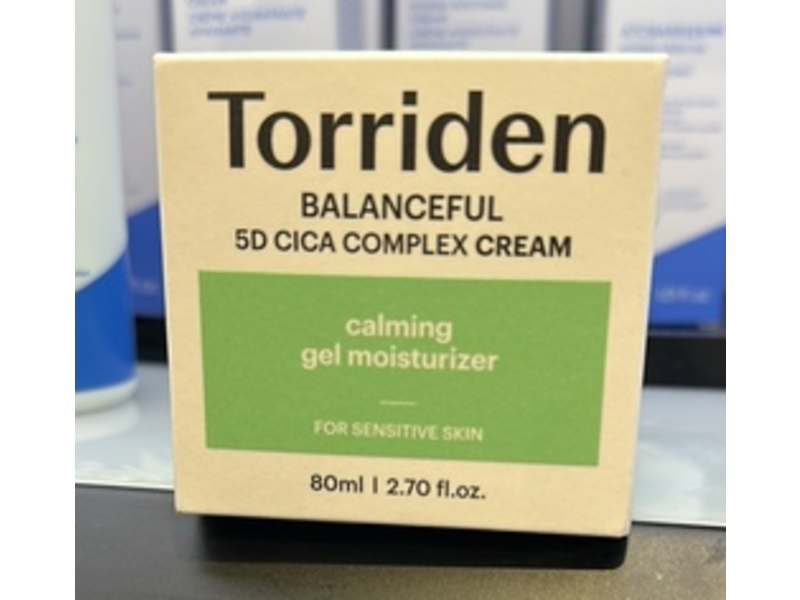 Torriden
BALANCEFUL
5D CICA COMPLEX CREAM
calming
gel moisturizer
FOR SENSITIVE SKIN
80ml | 2.70 fl.oz.